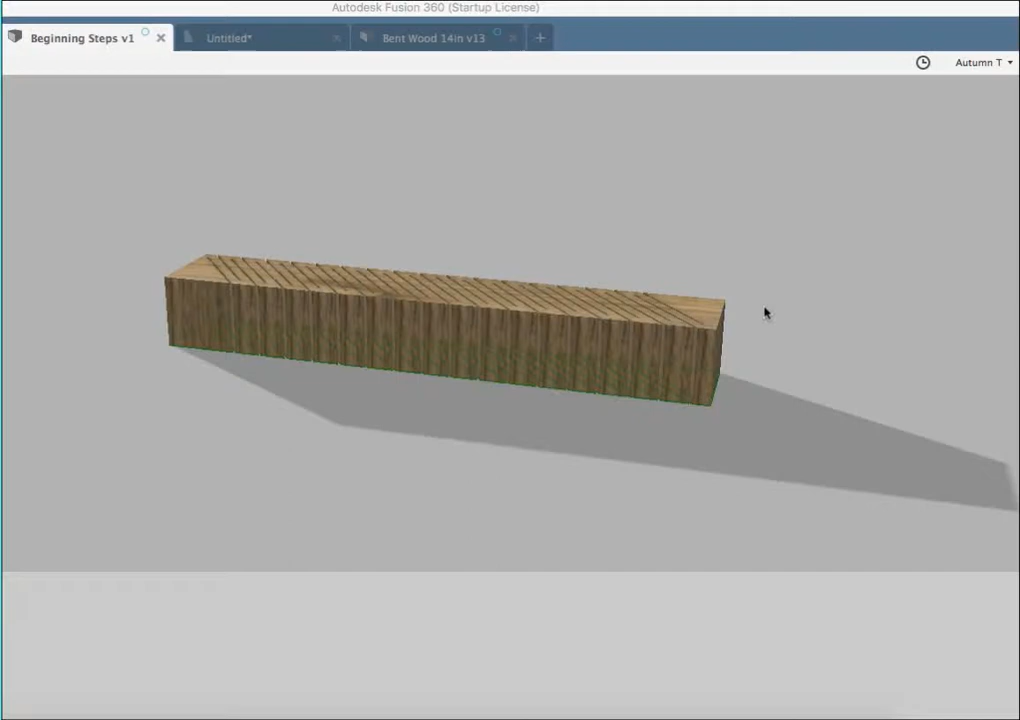 Autodesk Fusion 360 (Startup License)
Beginning Steps v1
Untitled*
Bent Wood 14in v13
Autumn T